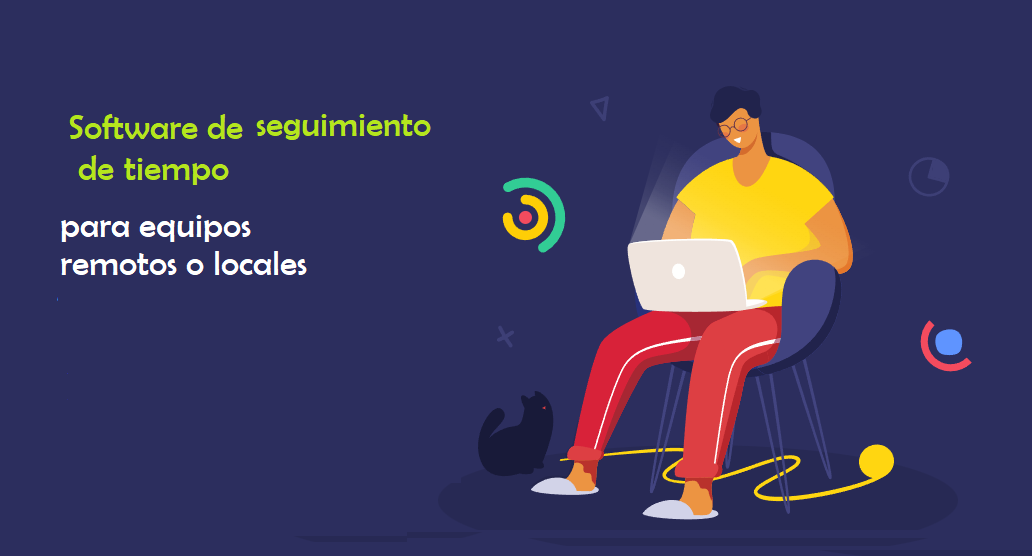 Software de seguimiento
de tiempo
para equipos
remotos o locales